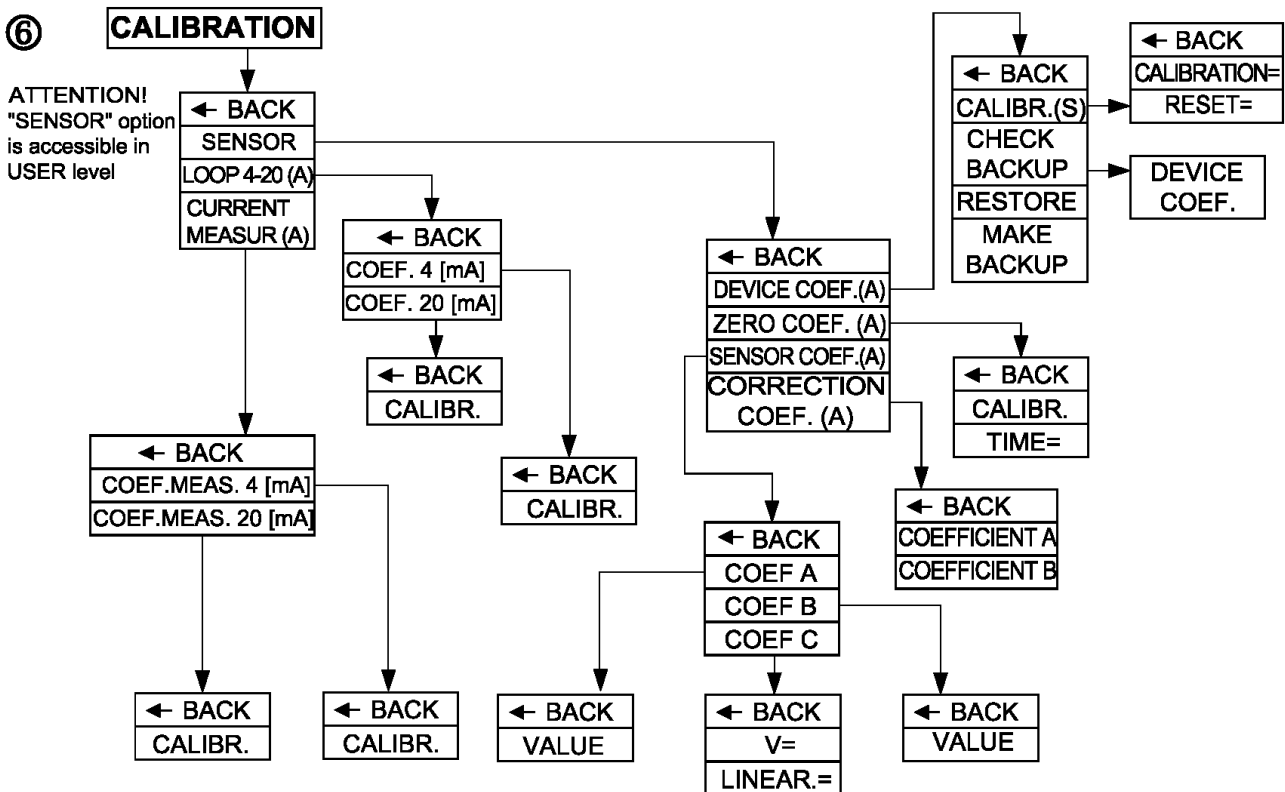 ⑥
CALIBRATION
ATTENTION!
"SENSOR" option
is accessible in
USER level
← BACK
SENSOR
LOOP 4-20 (A)
CURRENT
MEASUR (A)
← BACK
COEF. 4 [mA]
COEF. 20 [mA]
← BACK
CALIBR.
← BACK
CALIBR.
← BACK
COEF.MEAS. 4 [mA]
COEF.MEAS. 20 [mA]
← BACK
CALIBR.
← BACK
CALIBR.
← BACK
DEVICE COEF.(A)
ZERO COEF. (A)
SENSOR COEF.(A)
CORRECTION
COEF. (A)
← BACK
CALIBR.(S)
CHECK
BACKUP
RESTORE
MAKE
BACKUP
← BACK
CALIBRATION=
RESET=
DEVICE
COEF.
← BACK
CALIBR.
TIME=
← BACK
COEFFICIENT A
COEFFICIENT B
← BACK
COEF A
COEF B
COEF C
← BACK
VALUE
← BACK
V=
LINEAR.=
← BACK
VALUE